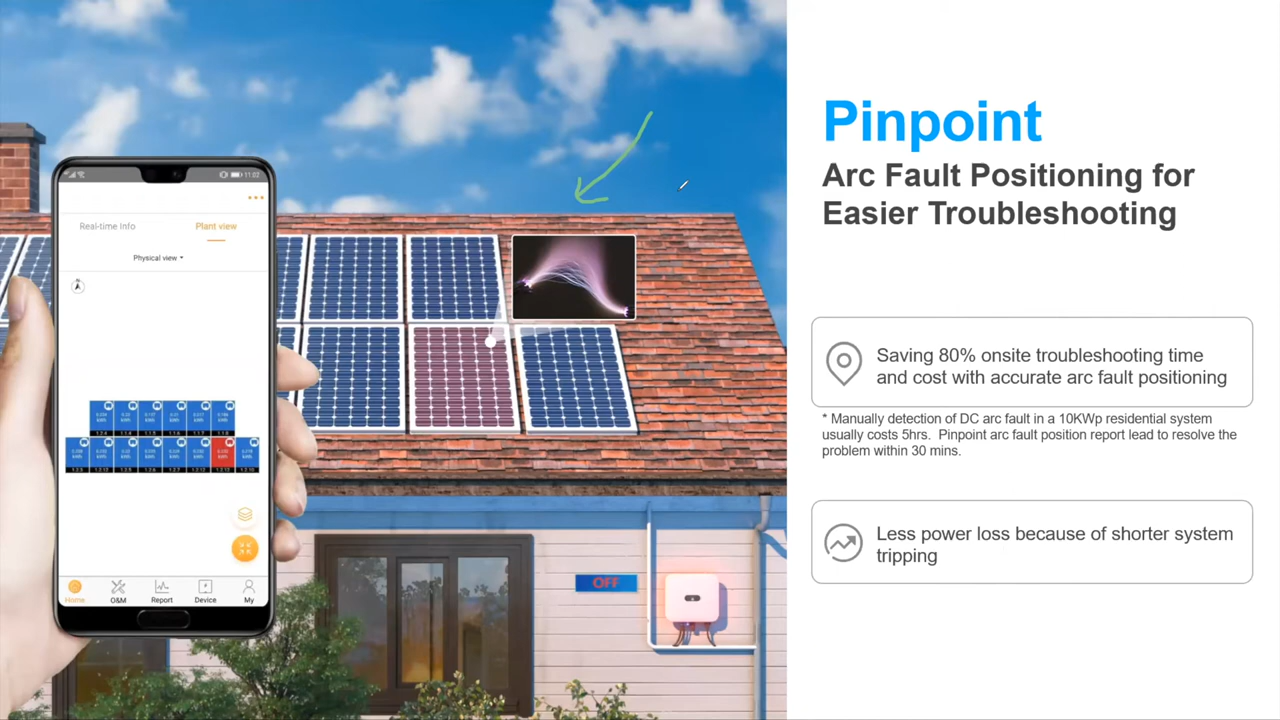 11:02
Real-time Info
Plant view
Physical view
Home
O&M
Report
Device
My
OFF
Pinpoint
Arc Fault Positioning for
Easier Troubleshooting
Saving 80% onsite troubleshooting time
and cost with accurate arc fault positioning
* Manually detection of DC arc fault in a 10KWp residential system
usually costs 5hrs. Pinpoint arc fault position report lead to resolve the
problem within 30 mins.
Less power loss because of shorter system
tripping